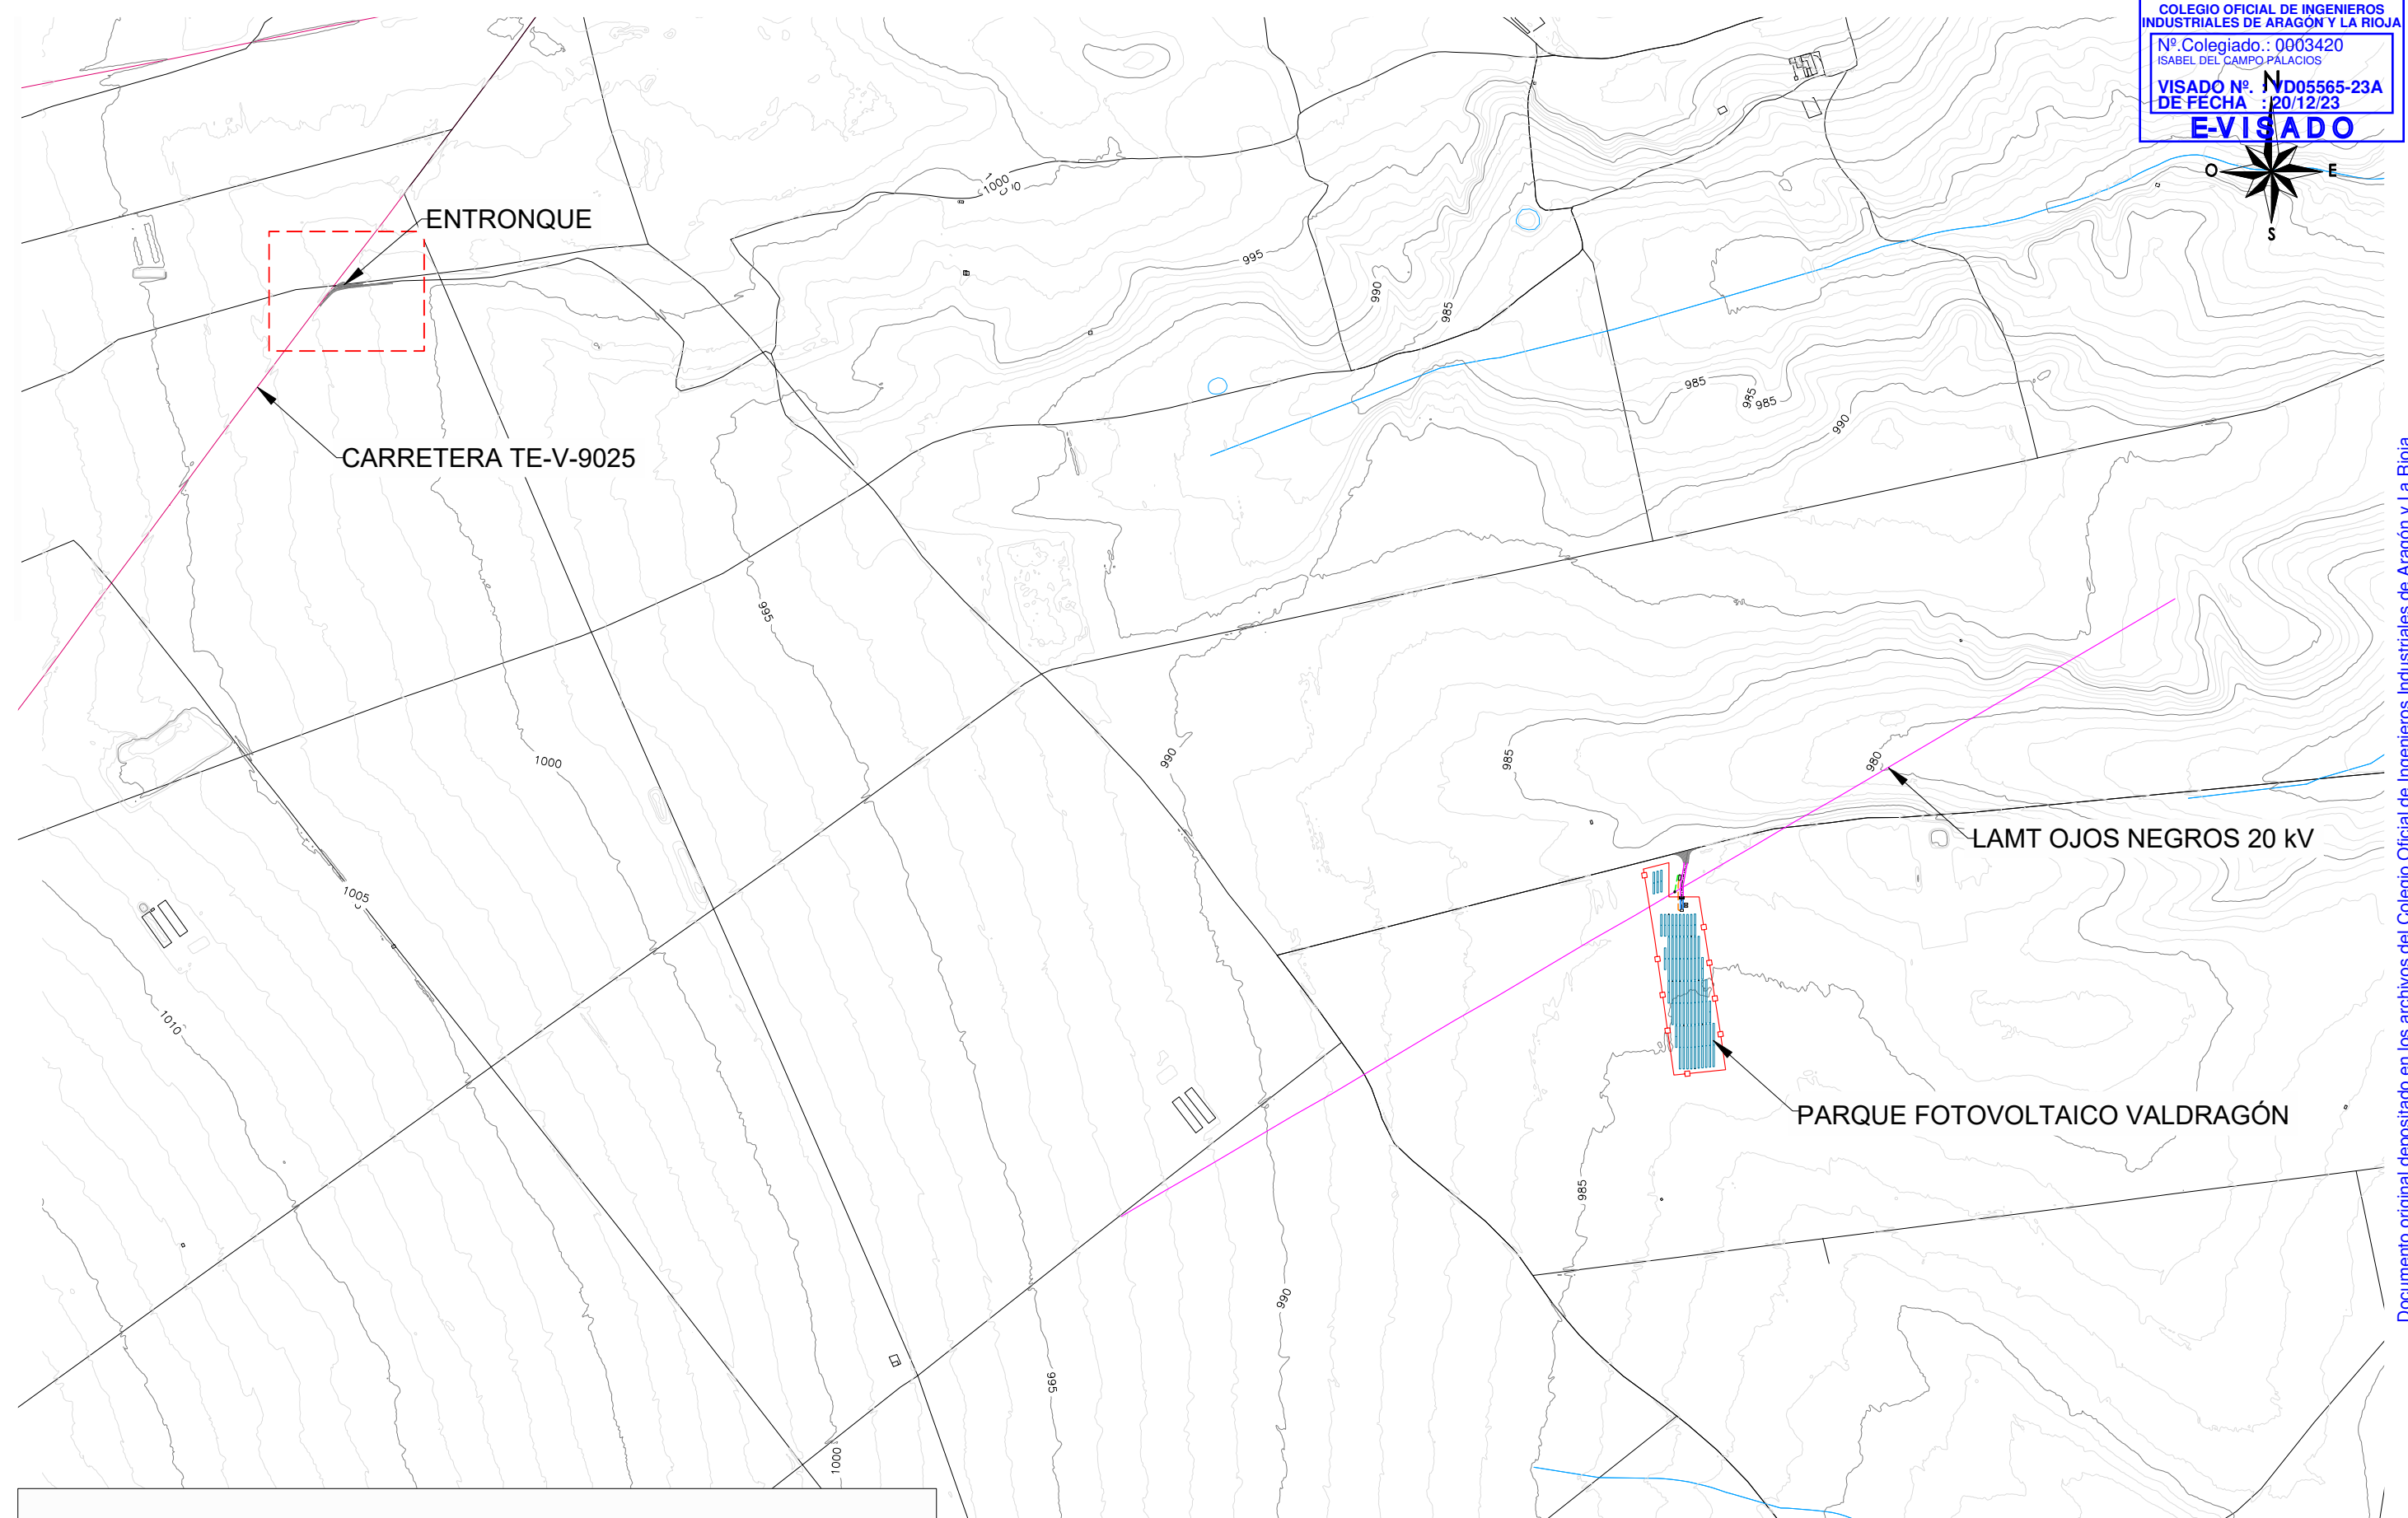 COLEGIO OFICIAL DE INGENIEROS
INDUSTRIALES DE ARAGÓN Y LA RIOJA
Nº.Colegiado.: 0003420
ISABEL DEL CAMPO PALACIOS
VISADO Nº. : VD05565-23A
DE FECHA : 20/12/23
E-VISADO
N
O
E
S
ENTRONQUE
CARRETERA TE-V-9025
LAMT OJOS NEGROS 20 kV
PARQUE FOTOVOLTAICO VALDRAGÓN
1000
995
990
985
985
985
985
990
995
1000
990
985
980
1005
1010
985
990
995
1000
Documento original depositado en los archivos del Colegio Oficial de Ingenieros Industriales de Aragón y La Rioja